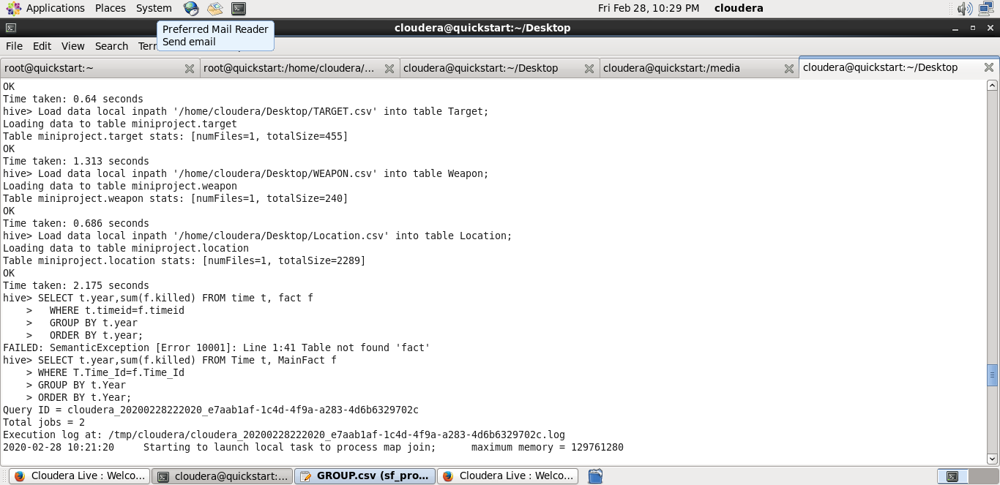 Applications Places System Fri Feb 28, 10:29 PM cloudera
cloudera@quickstart:~/Desktop
Preferred Mail Reader
Send email
File Edit View Search Ter
root@quickstart:~ root@quickstart:/home/cloudera/... cloudera@quickstart:~/Desktop cloudera@quickstart:/media cloudera@quickstart:~/Desktop
OK
Time taken: 0.64 seconds
hive> Load data local inpath '/home/cloudera/Desktop/TARGET.csv' into table Target;
Loading data to table miniproject.target
Table miniproject.target stats: [numFiles=1, totalSize=455]
OK
Time taken: 1.313 seconds
hive> Load data local inpath '/home/cloudera/Desktop/WEAPON.csv' into table Weapon;
Loading data to table miniproject.weapon
Table miniproject.weapon stats: [numFiles=1, totalSize=240]
OK
Time taken: 0.686 seconds
hive> Load data local inpath '/home/cloudera/Desktop/Location.csv' into table Location;
Loading data to table miniproject.location
Table miniproject.location stats: [numFiles=1, totalSize=2289]
OK
Time taken: 2.175 seconds
hive> SELECT t.year,sum(f.killed) FROM time t, fact f
    >   WHERE t.timeid=f.timeid
    >   GROUP BY t.year
    >   ORDER BY t.year;
FAILED: SemanticException [Error 10001]: Line 1:41 Table not found 'fact'
hive> SELECT t.year,sum(f.killed) FROM Time t, MainFact f
    > WHERE T.Time_Id=f.Time_Id
    > GROUP BY t.Year
    > ORDER BY t.Year;
Query ID = cloudera_20200228222020_e7aab1af-1c4d-4f9a-a283-4d6b6329702c
Total jobs = 2
Execution log at: /tmp/cloudera/cloudera_20200228222020_e7aab1af-1c4d-4f9a-a283-4d6b6329702c.log
2020-02-28 10:21:20     Starting to launch local task to process map join;      maximum memory = 129761280
Cloudera Live : Welco... cloudera@quickstart:... GROUP.csv (sf_pro... Cloudera Live : Welco...